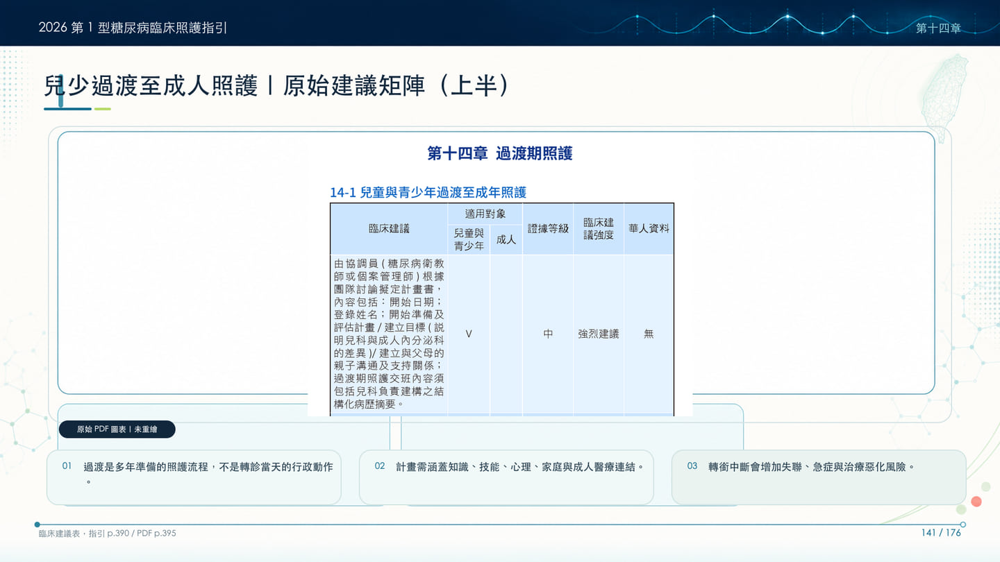 2026 第 1 型糖尿病臨床照護指引
第十四章
兒少過渡至成人照護｜原始建議矩陣（上半）
第十四章 過渡期照護
14-1 兒童與青少年過渡至成年照護
臨床建議
適用對象
兒童與
青少年
成人
證據等級
臨床建
議強度
華人資料
由協調員(糖尿病衛教
師或個案管理師)根據
團隊討論擬定計畫書，
內容包括：開始日期；
登錄姓名；開始準備及
評估計畫/建立目標(說
明兒科與成人內分泌科
的差異)/建立與父母的
親子溝通及支持關係；
過渡期照護交班內容須
包括兒科負責建構之結
構化病歷摘要。
V
中
強烈建議
無
原始 PDF 圖表｜未重繪
01 過渡是多年準備的照護流程，不是轉診當天的行政動作
。
02 計畫需涵蓋知識、技能、心理、家庭與成人醫療連結。
03 轉銜中斷會增加失聯、急症與治療惡化風險。
臨床建議表，指引 p.390 / PDF p.395
141 / 176